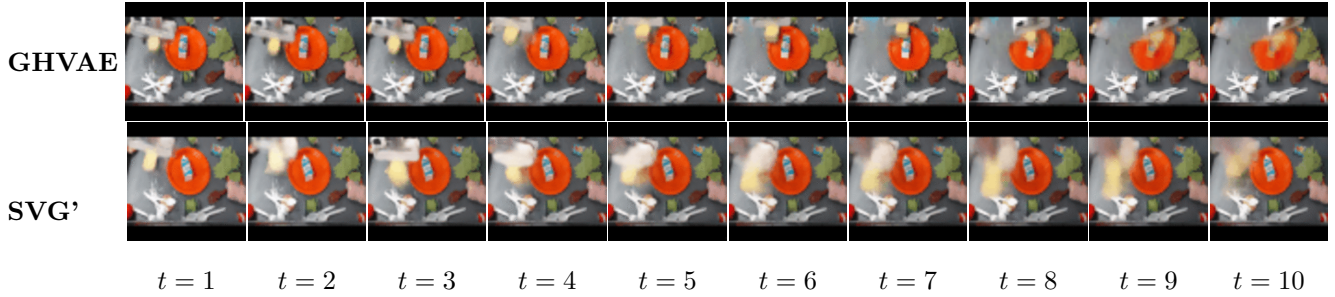 GHVAE
SVG’
t = 1 t = 2 t = 3 t = 4 t = 5 t = 6 t = 7 t = 8 t = 9 t = 10